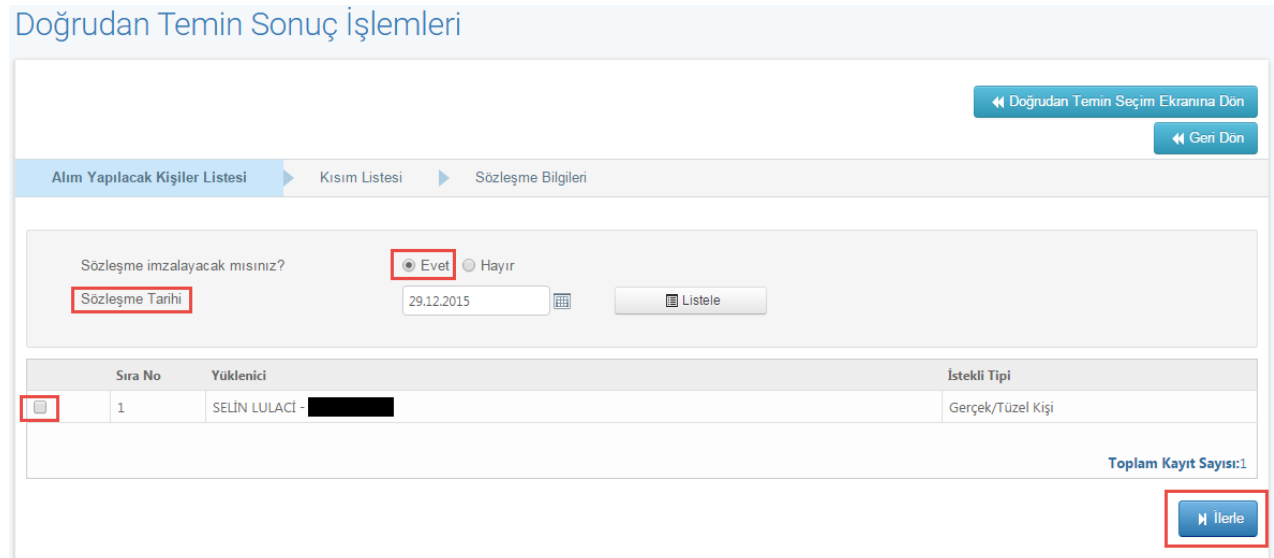 Doğrudan Temin Sonuç İşlemleri
Doğrudan Temin Seçim Ekranına Dön
Geri Dön
Alım Yapılacak Kişiler Listesi Kısım Listesi Sözleşme Bilgileri
Sözleşme imzalayacak mısınız? Evet Hayır
Sözleşme Tarihi 29.12.2015 Listele
Sıra No Yüklenici İstekli Tipi
1 SELİN LULACİ - Gerçek/Tüzel Kişi
Toplam Kayıt Sayısı:1
İlerle